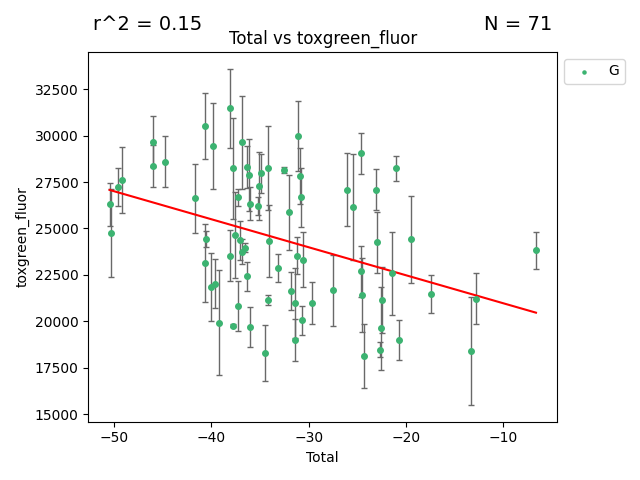 r^2 = 0.15 N = 71
Total vs toxgreen_fluor
G
toxgreen_fluor
32500
30000
27500
25000
22500
20000
17500
15000
−50 −40 −30 −20 −10
Total